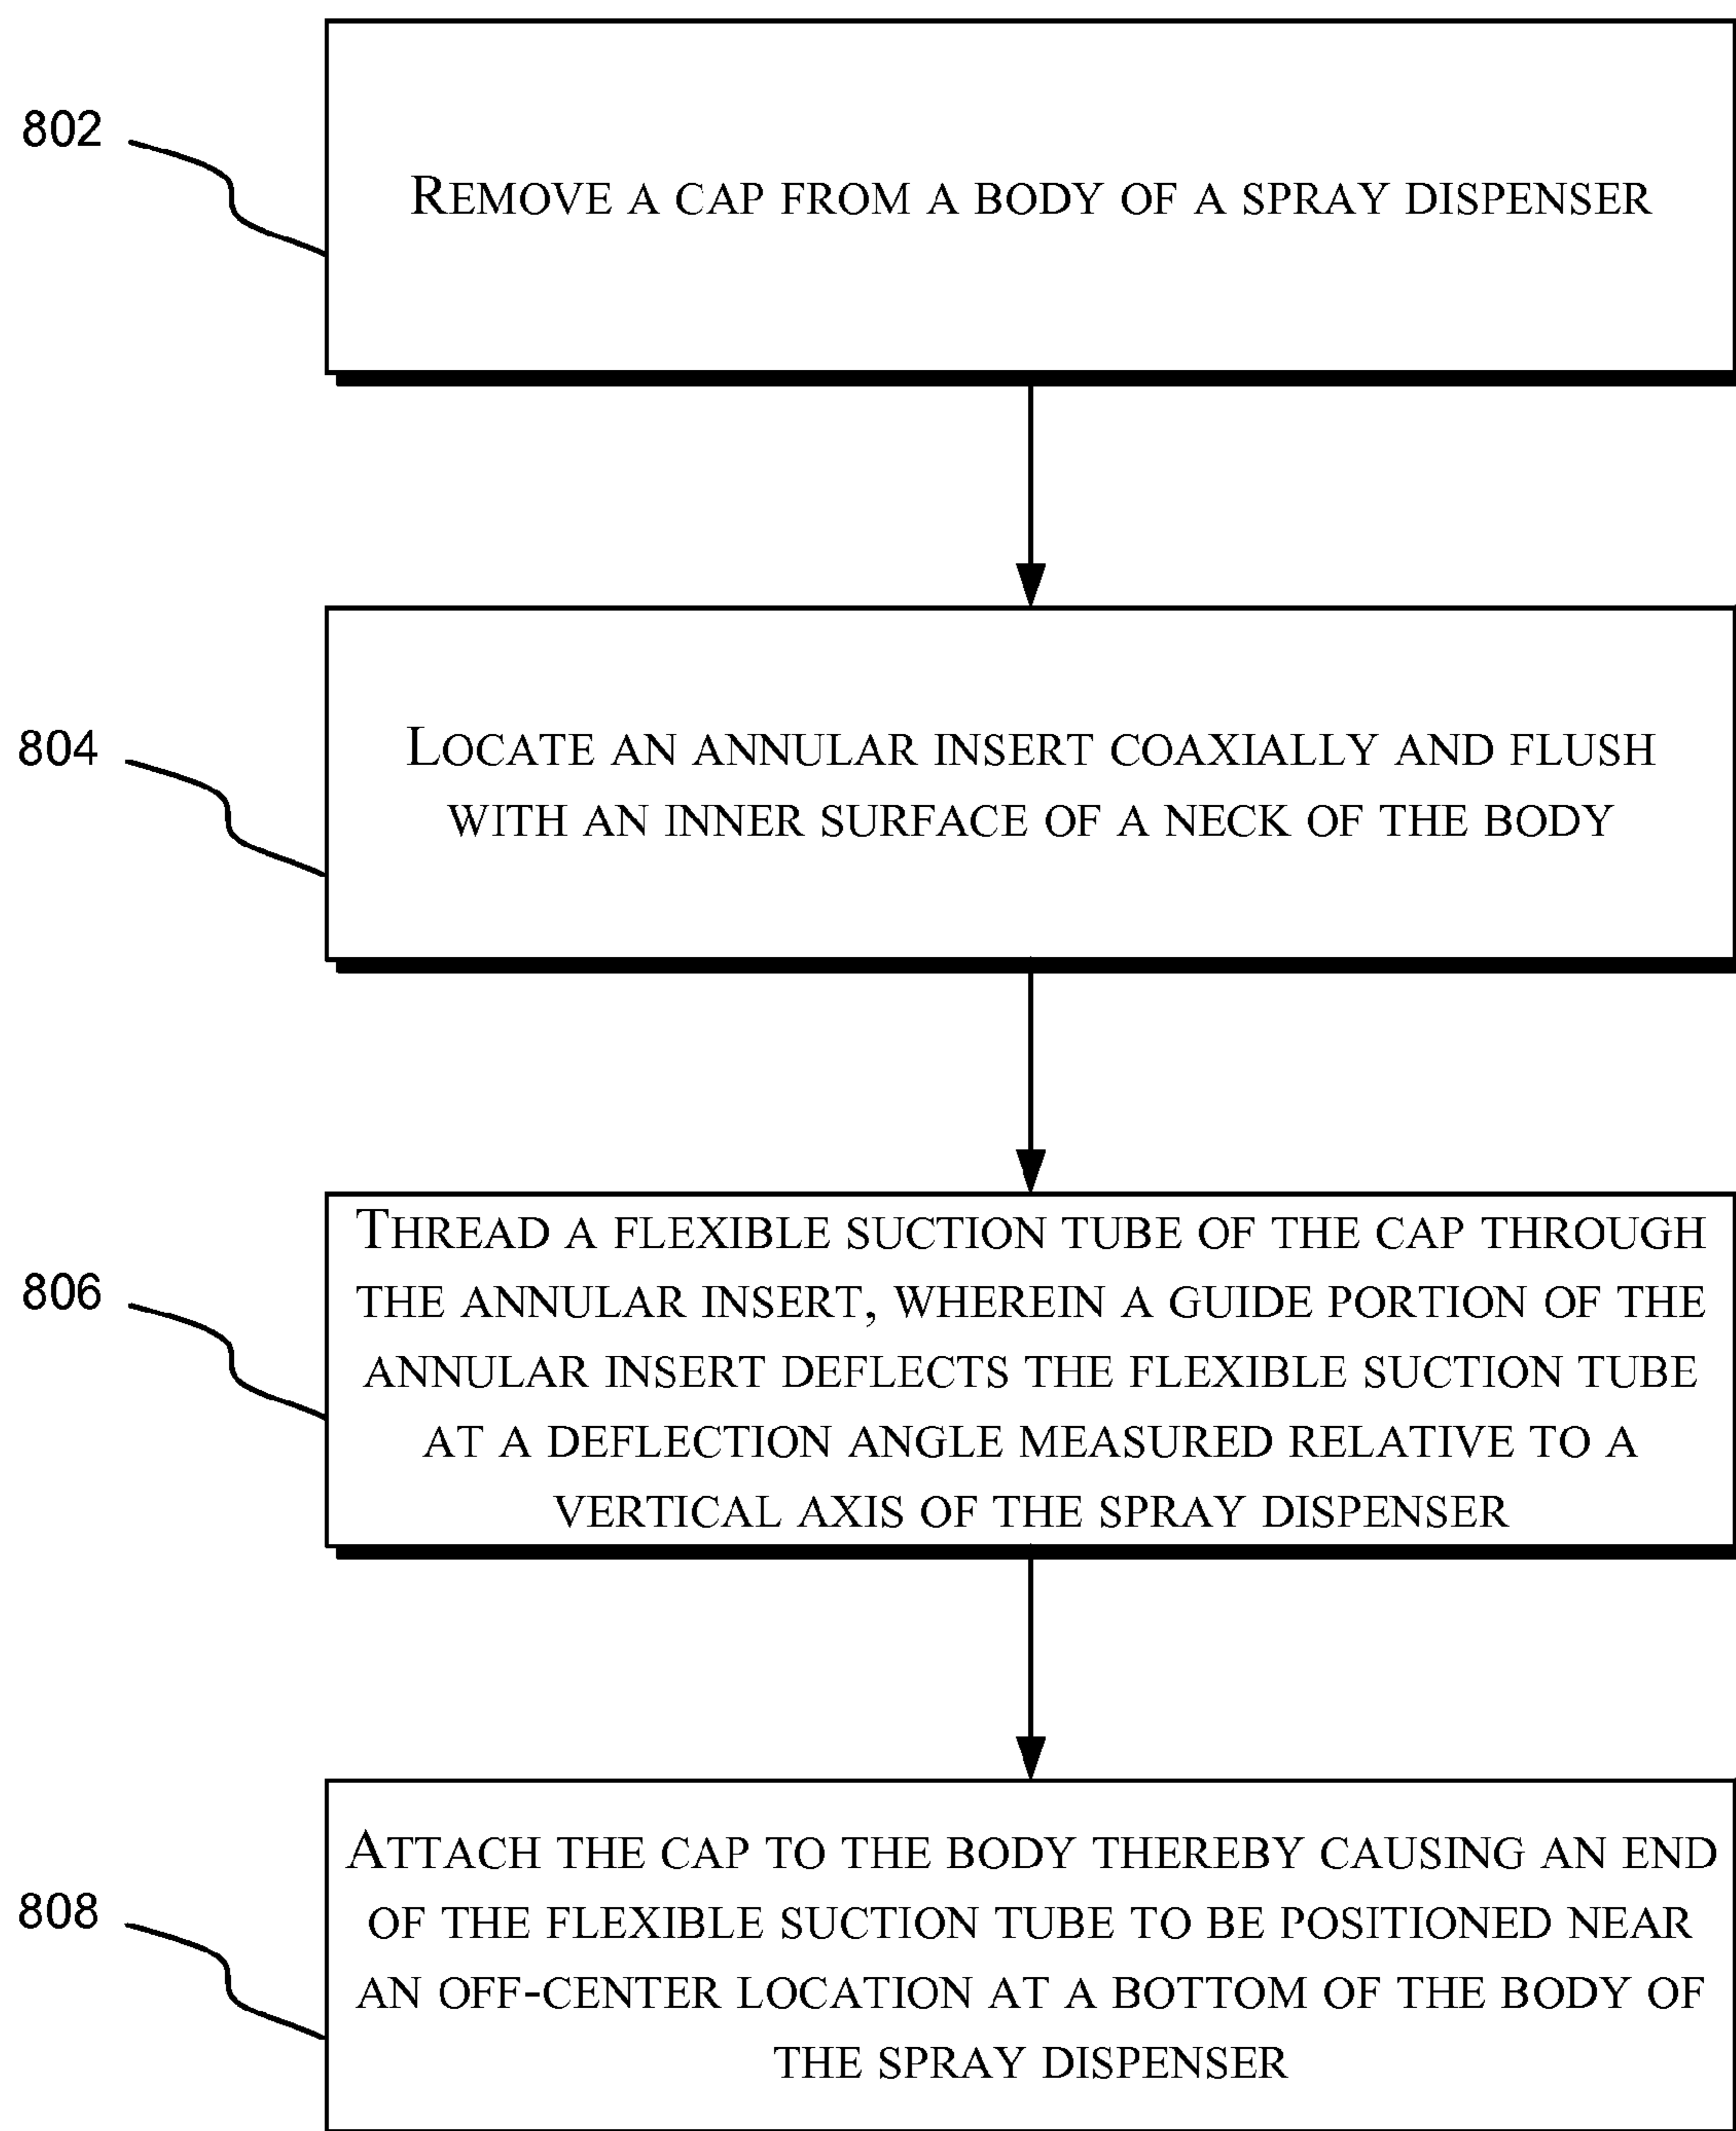 802
REMOVE A CAP FROM A BODY OF A SPRAY DISPENSER
804
LOCATE AN ANNULAR INSERT COAXIALLY AND FLUSH
WITH AN INNER SURFACE OF A NECK OF THE BODY
806
THREAD A FLEXIBLE SUCTION TUBE OF THE CAP THROUGH
THE ANNULAR INSERT, WHEREIN A GUIDE PORTION OF THE
ANNULAR INSERT DEFLECTS THE FLEXIBLE SUCTION TUBE
AT A DEFLECTION ANGLE MEASURED RELATIVE TO A
VERTICAL AXIS OF THE SPRAY DISPENSER
808
ATTACH THE CAP TO THE BODY THEREBY CAUSING AN END
OF THE FLEXIBLE SUCTION TUBE TO BE POSITIONED NEAR
AN OFF-CENTER LOCATION AT A BOTTOM OF THE BODY OF
THE SPRAY DISPENSER